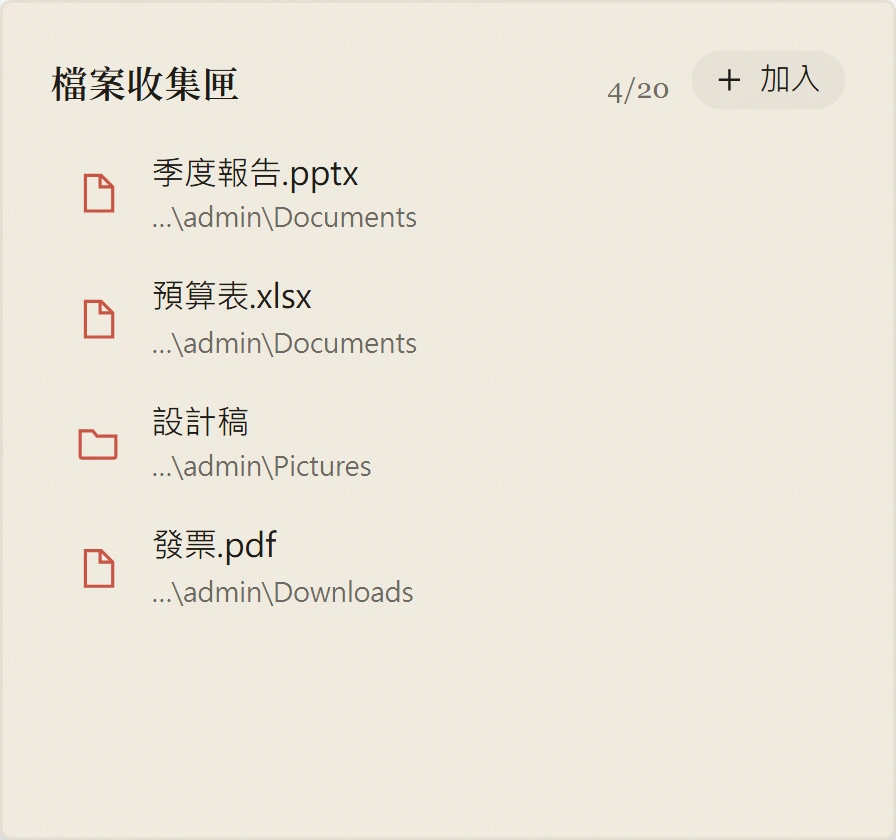 檔案收集匣
4/20
+ 加入
季度報告.pptx
...\admin\Documents
預算表.xlsx
...\admin\Documents
設計稿
...\admin\Pictures
發票.pdf
...\admin\Downloads